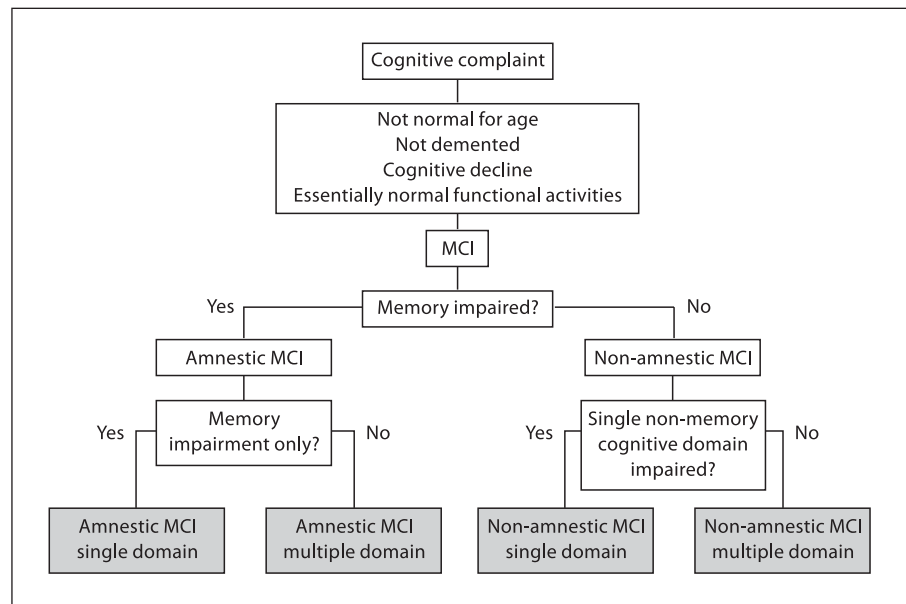 Cognitive complaint
Not normal for age
Not demented
Cognitive decline
Essentially normal functional activities
MCI
Yes
Memory impaired?
No
Amnestic MCI
Non-amnestic MCI
Yes
Memory
impairment only?
No
Yes
Single non-memory
cognitive domain
impaired?
No
Amnestic MCI
single domain
Amnestic MCI
multiple domain
Non-amnestic MCI
single domain
Non-amnestic MCI
multiple domain